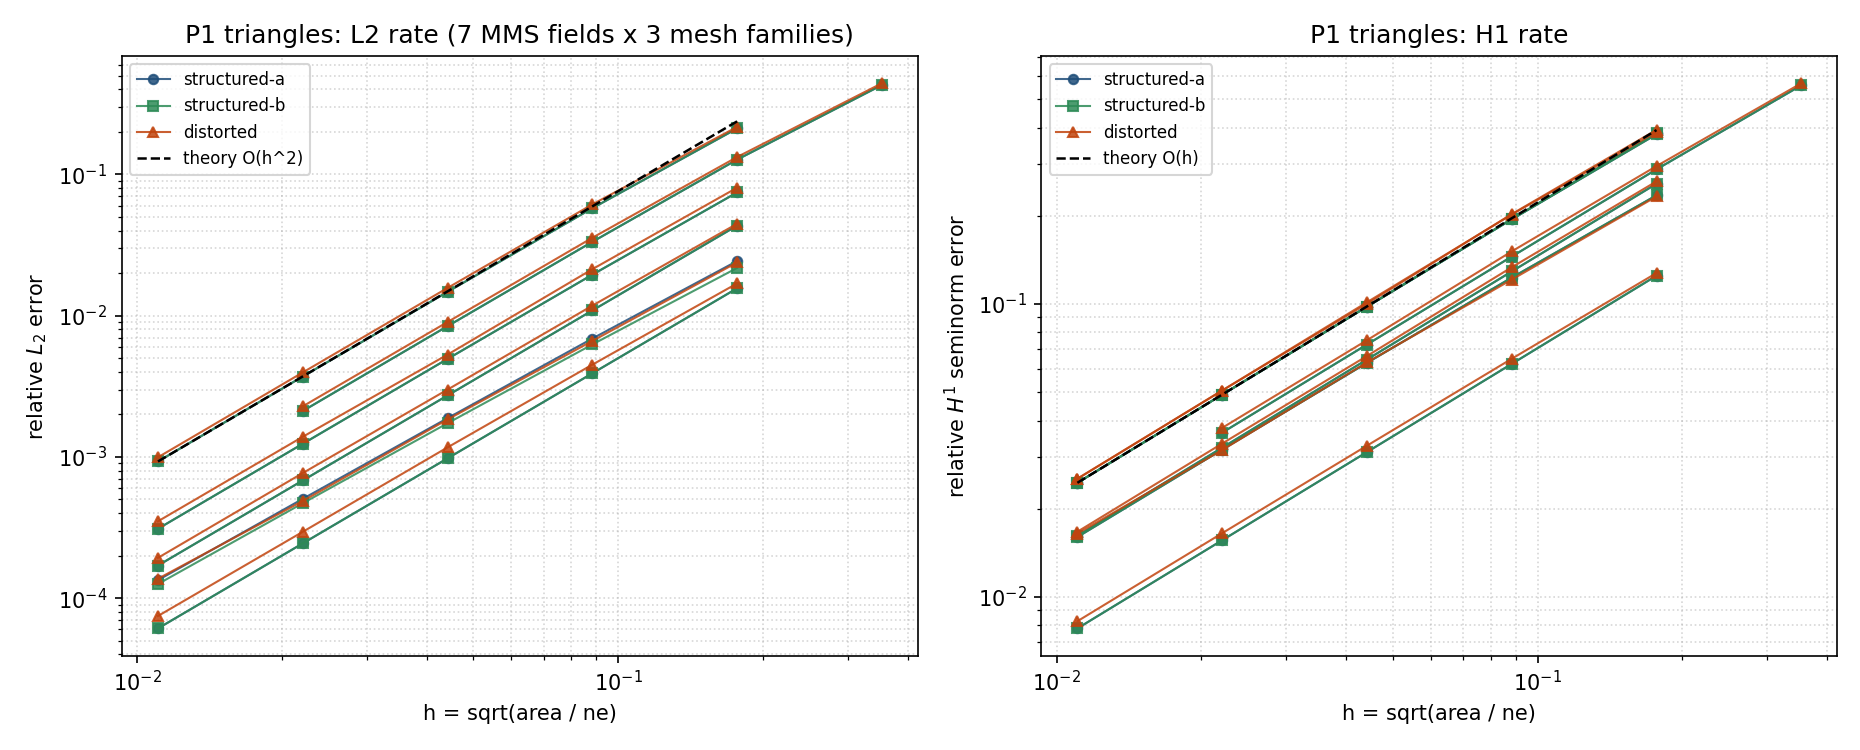 P1 triangles: L2 rate (7 MMS fields x 3 mesh families)
structured-a
structured-b
distorted
theory O(h^2)
relative L₂ error
10⁻¹
10⁻²
10⁻³
10⁻⁴
10⁻²
10⁻¹
h = sqrt(area / ne)
P1 triangles: H1 rate
structured-a
structured-b
distorted
theory O(h)
relative H¹ seminorm error
10⁻¹
10⁻²
10⁻²
10⁻¹
h = sqrt(area / ne)